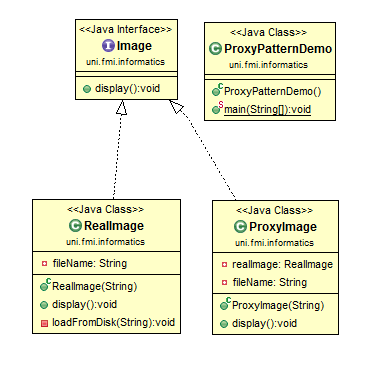 <<Java Interface>>
Image
uni.fmi.informatics
display():void
<<Java Class>>
ProxyPatternDemo
uni.fmi.informatics
ProxyPatternDemo()
main(String[]):void
<<Java Class>>
RealImage
uni.fmi.informatics
fileName: String
RealImage(String)
display():void
loadFromDisk(String):void
<<Java Class>>
ProxyImage
uni.fmi.informatics
realImage: RealImage
fileName: String
ProxyImage(String)
display():void